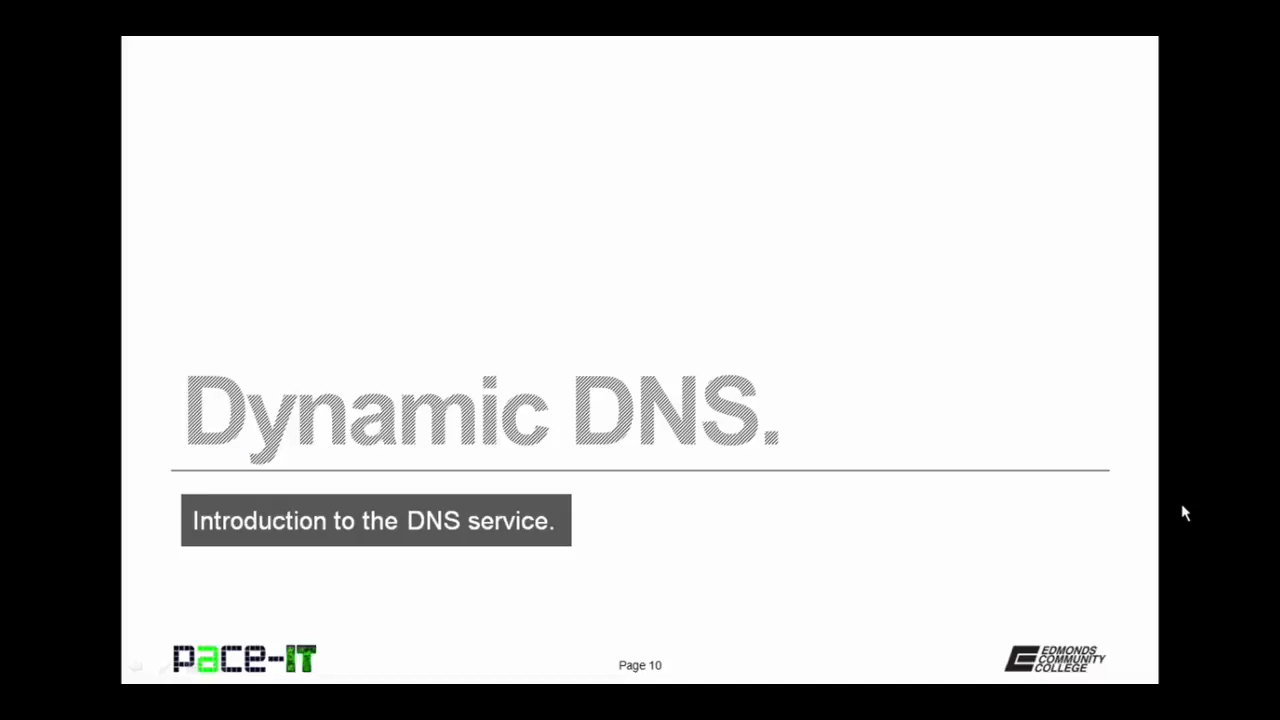 Dynamic DNS.
Introduction to the DNS service.
pace-IT
Page 10
EDMONDS
COMMUNITY
COLLEGE